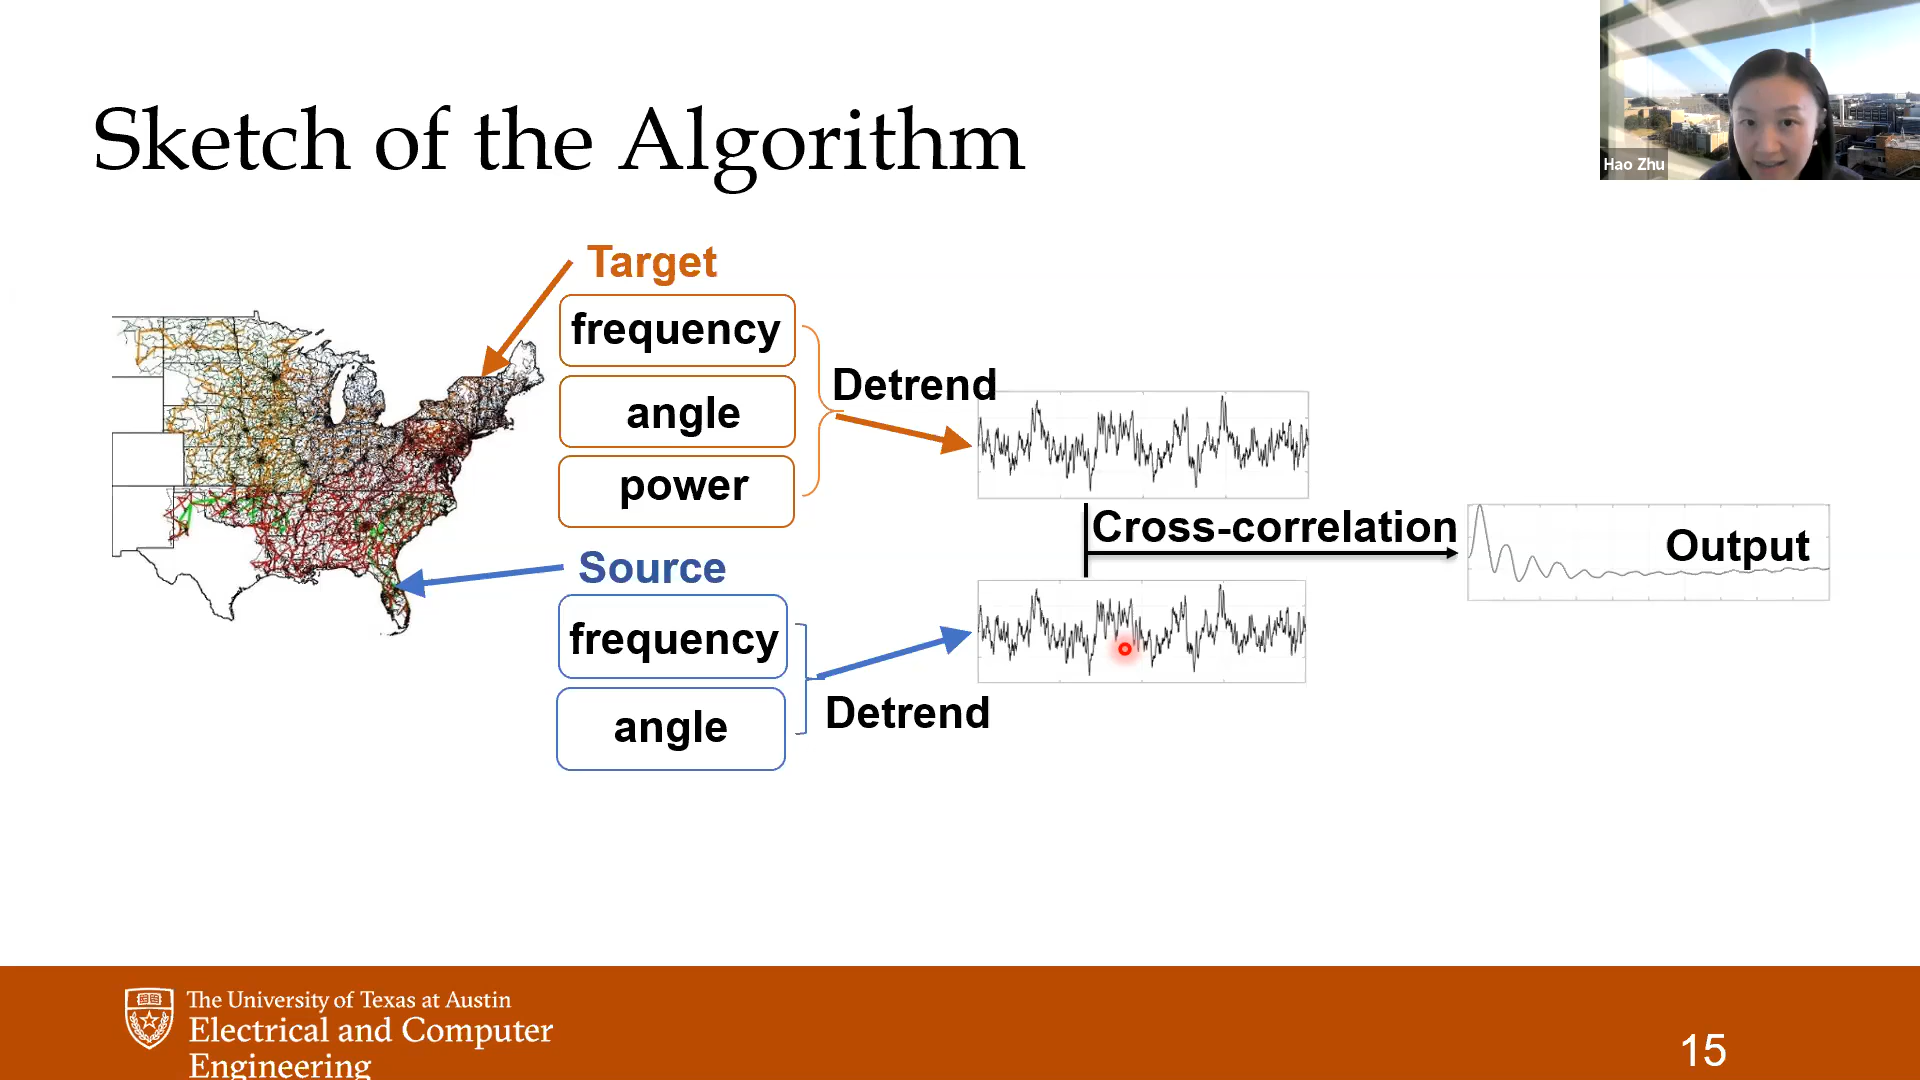 Hao Zhu
Sketch of the Algorithm
Target
frequency
angle
power
Detrend
Source
frequency
angle
Detrend
Cross-correlation
Output
The University of Texas at Austin
Electrical and Computer
Engineering
15